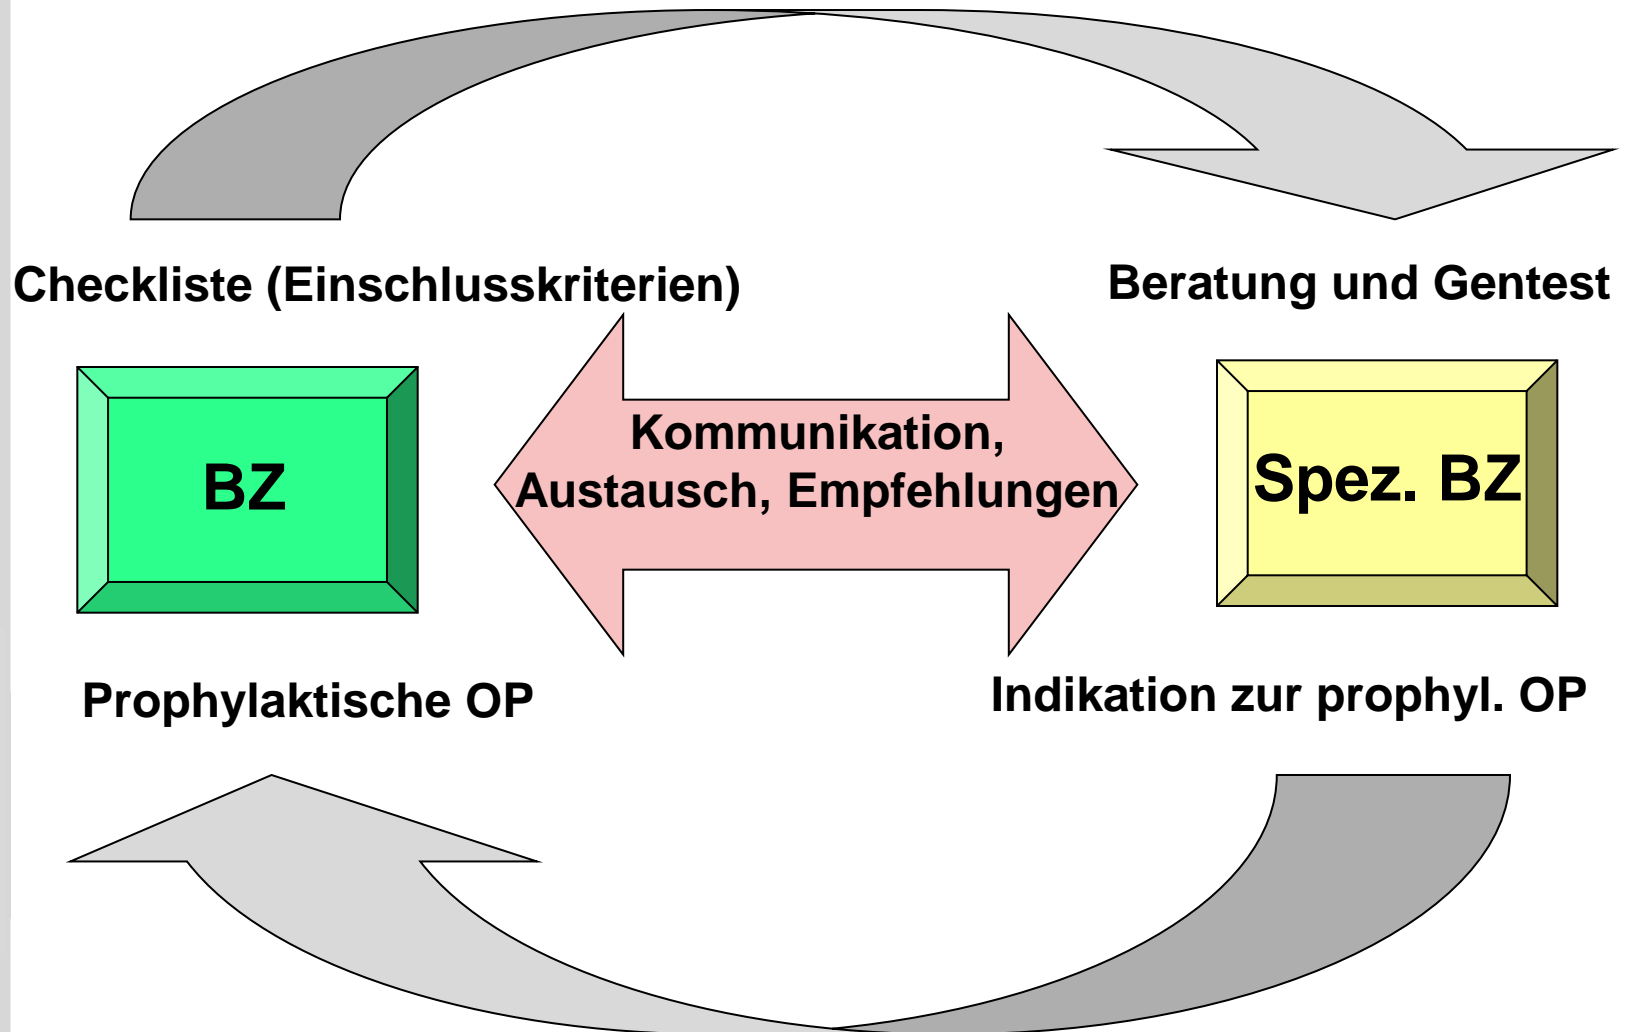 Checkliste (Einschlusskriterien)
Beratung und Gentest
BZ
Kommunikation,
Austausch, Empfehlungen
Spez. BZ
Prophylaktische OP
Indikation zur prophyl. OP